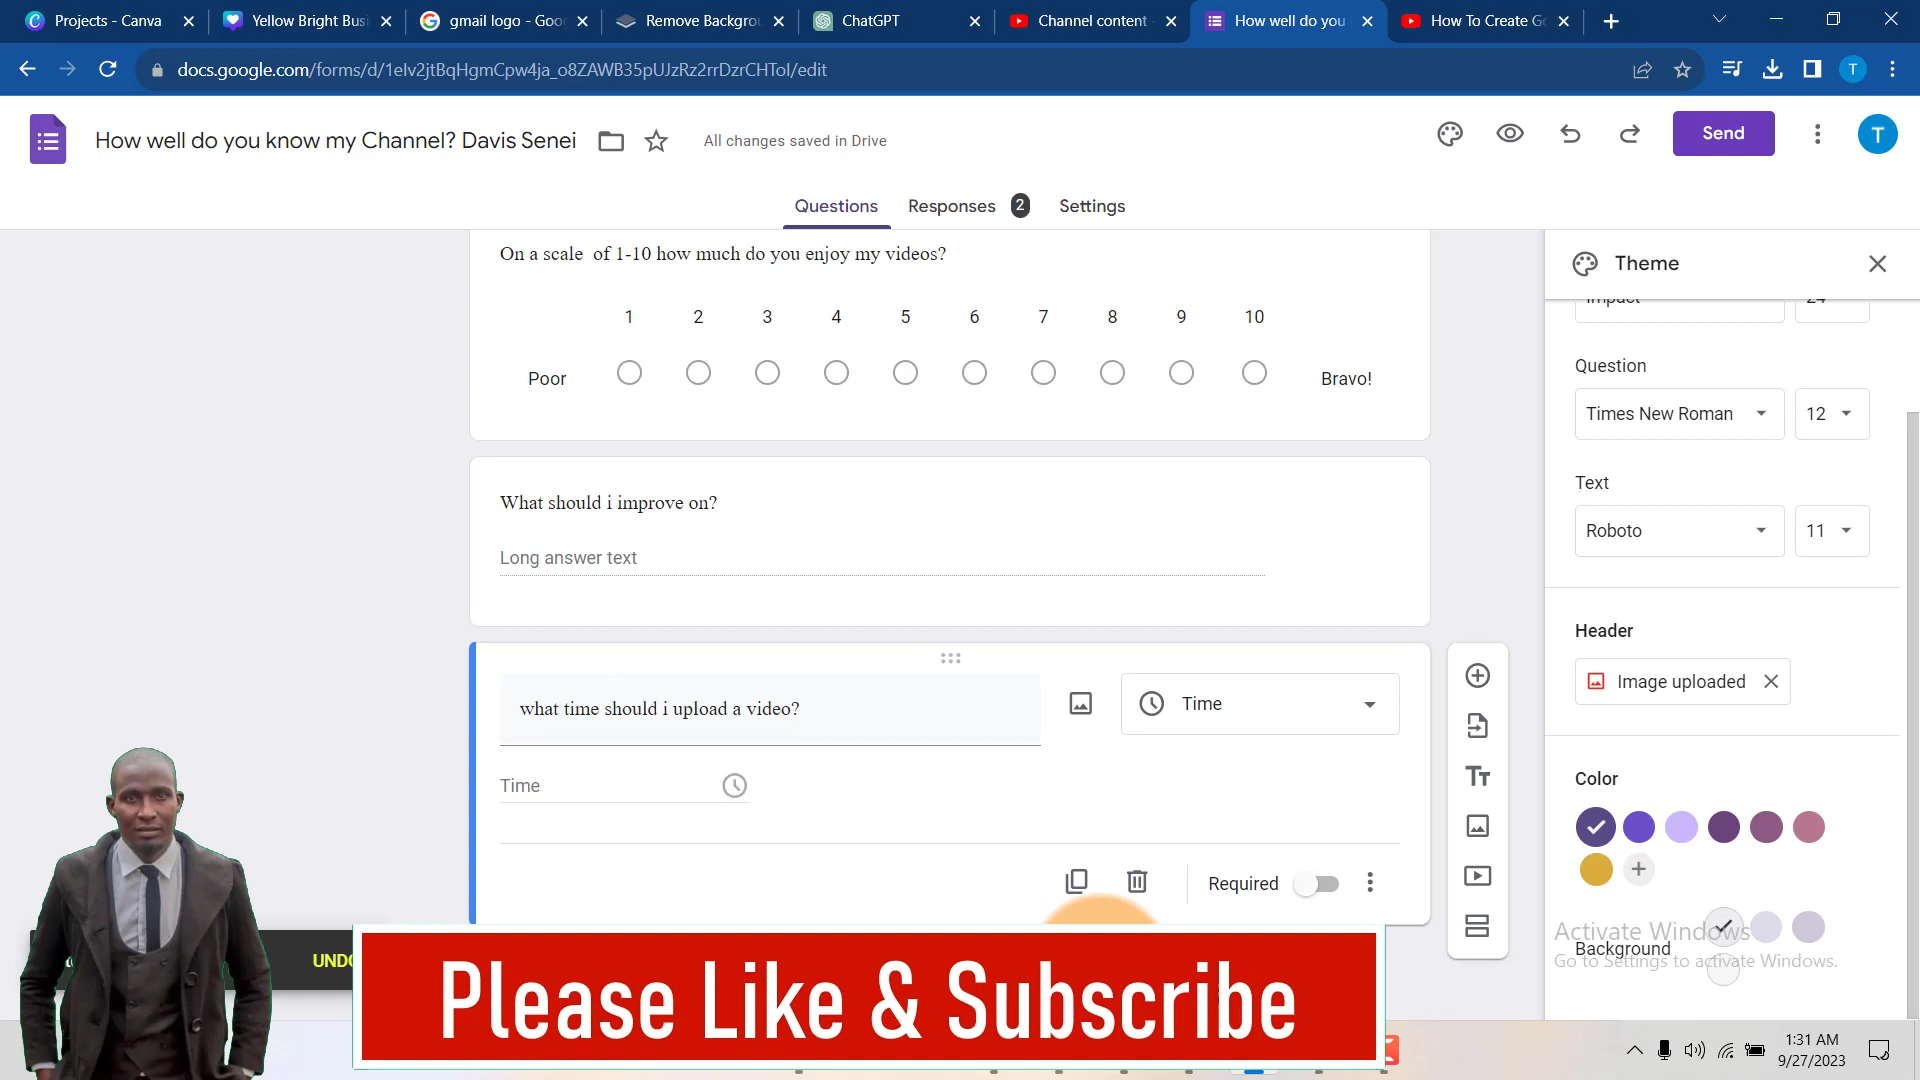 Projects - Canva
Yellow Bright Busi
gmail logo - Goo
Remove Backgrou
ChatGPT
Channel content -
How well do you
How To Create Go
docs.google.com/forms/d/1eIv2jtBqHgmCpw4ja_o8ZAWB35pUJzRz2rrDzrCHToI/edit
T
How well do you know my Channel? Davis Senei
All changes saved in Drive
Send
T
Questions
Responses
2
Settings
On a scale of 1-10 how much do you enjoy my videos?
1 2 3 4 5 6 7 8 9 10
Poor
Bravo!
What should i improve on?
Long answer text
what time should i upload a video?
Time
Time
Required
UNDO
Theme
Impact
24
Question
Times New Roman
12
Text
Roboto
11
Header
Image uploaded
Color
Background
Activate Windows
Go to Settings to activate Windows.
Please Like & Subscribe
1:31 AM
9/27/2023